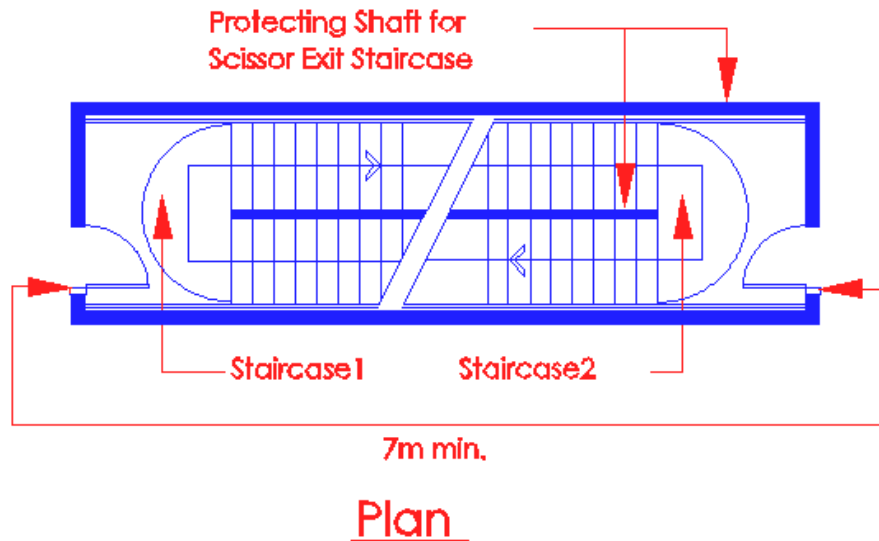 Protecting Shaft for
Scissor Exit Staircase
Staircase1
Staircase2
7m min.
Plan